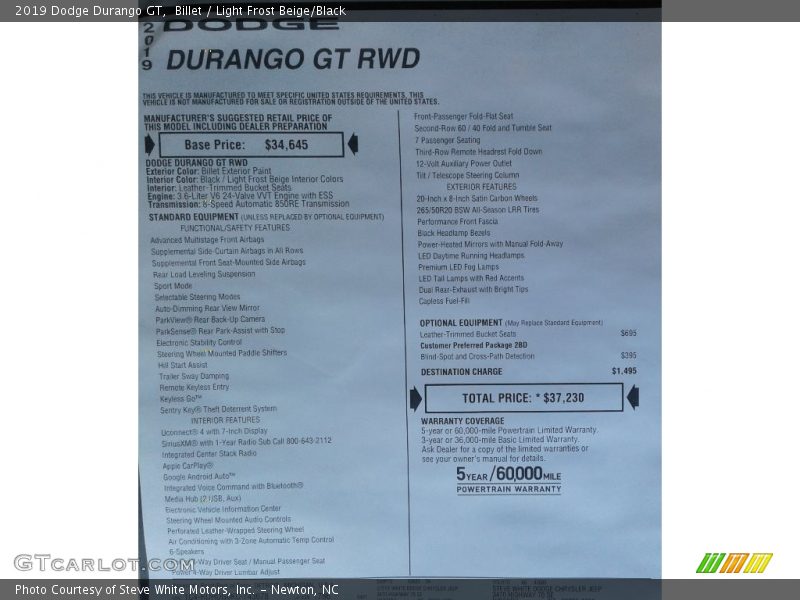 2019 Dodge Durango GT, Billet / Light Frost Beige/Black
2019
DODGE
DURANGO GT RWD
THIS VEHICLE IS MANUFACTURED TO MEET SPECIFIC UNITED STATES REQUIREMENTS. THIS
VEHICLE IS NOT MANUFACTURED FOR SALE OR REGISTRATION OUTSIDE OF THE UNITED STATES.
MANUFACTURER'S SUGGESTED RETAIL PRICE OF
THIS MODEL INCLUDING DEALER PREPARATION
Base Price: $34,645
DODGE DURANGO GT RWD
Exterior Color: Billet Exterior Paint
Interior Color: Black / Light Frost Beige Interior Colors
Interior: Leather-Trimmed Bucket Seats
Engine: 3.6-Liter V6 24-Valve VVT Engine with ESS
Transmission: 8-Speed Automatic 850RE Transmission
STANDARD EQUIPMENT (UNLESS REPLACED BY OPTIONAL EQUIPMENT)
FUNCTIONAL/SAFETY FEATURES
Advanced Multistage Front Airbags
Supplemental Side-Curtain Airbags in All Rows
Supplemental Front Seat-Mounted Side Airbags
Rear Load Leveling Suspension
Sport Mode
Selectable Steering Modes
Auto-Dimming Rear View Mirror
ParkView® Rear Back-Up Camera
ParkSense® Rear Park-Assist with Stop
Electronic Stability Control
Steering Wheel Mounted Paddle Shifters
Hill Start Assist
Trailer Sway Damping
Remote Keyless Entry
Keyless Go™
Sentry Key® Theft Deterrent System
INTERIOR FEATURES
Uconnect® 4 with 7-Inch Display
SiriusXM® with 1-Year Radio Sub Call 800-643-2112
Integrated Center Stack Radio
Apple CarPlay®
Google Android Auto™
Integrated Voice Command with Bluetooth®
Media Hub (2 USB, Aux)
Electronic Vehicle Information Center
Steering Wheel Mounted Audio Controls
Perforated Leather-Wrapped Steering Wheel
Air Conditioning with 3-Zone Automatic Temp Control
6-Speakers
-Way Driver Seat / Manual Passenger Seat
Power 4-Way Driver Lumbar Adjust
Front-Passenger Fold-Flat Seat
Second-Row 60 / 40 Fold and Tumble Seat
7 Passenger Seating
Third-Row Remote Headrest Fold Down
12-Volt Auxiliary Power Outlet
Tilt / Telescope Steering Column
EXTERIOR FEATURES
20-Inch x 8-Inch Satin Carbon Wheels
265/50R20 BSW All-Season LRR Tires
Performance Front Fascia
Black Headlamp Bezels
Power-Heated Mirrors with Manual Fold-Away
LED Daytime Running Headlamps
Premium LED Fog Lamps
LED Tail Lamps with Red Accents
Dual Rear-Exhaust with Bright Tips
Capless Fuel-Fill
OPTIONAL EQUIPMENT (May Replace Standard Equipment)
Leather-Trimmed Bucket Seats $695
Customer Preferred Package 2BD
Blind-Spot and Cross-Path Detection $395
DESTINATION CHARGE $1,495
TOTAL PRICE: * $37,230
WARRANTY COVERAGE
5-year or 60,000-mile Powertrain Limited Warranty.
3-year or 36,000-mile Basic Limited Warranty.
Ask Dealer for a copy of the limited warranties or
see your owner's manual for details.
5 YEAR/60,000 MILE
POWERTRAIN WARRANTY
STEVE WHITE DODGE CHRYSLER JEEP
GTcarlot.com
Photo Courtesy of Steve White Motors, Inc. – Newton, NC